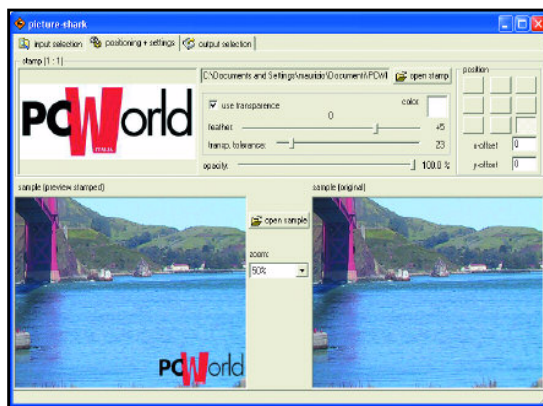 picture-shark
input selection
positioning + settings
output selection
stamp (1 : 1)
PCWorld
ITALIA
C:\Documents and Settings\maurizio\Documenti\PCWI
open stamp
use transparence
color:
0
feather:
+5
transp. tolerance:
23
opacity:
100.0 %
position
x-offset
0
y-offset
0
sample (preview stamped)
open sample
zoom:
50%
sample (original)
PCWorld